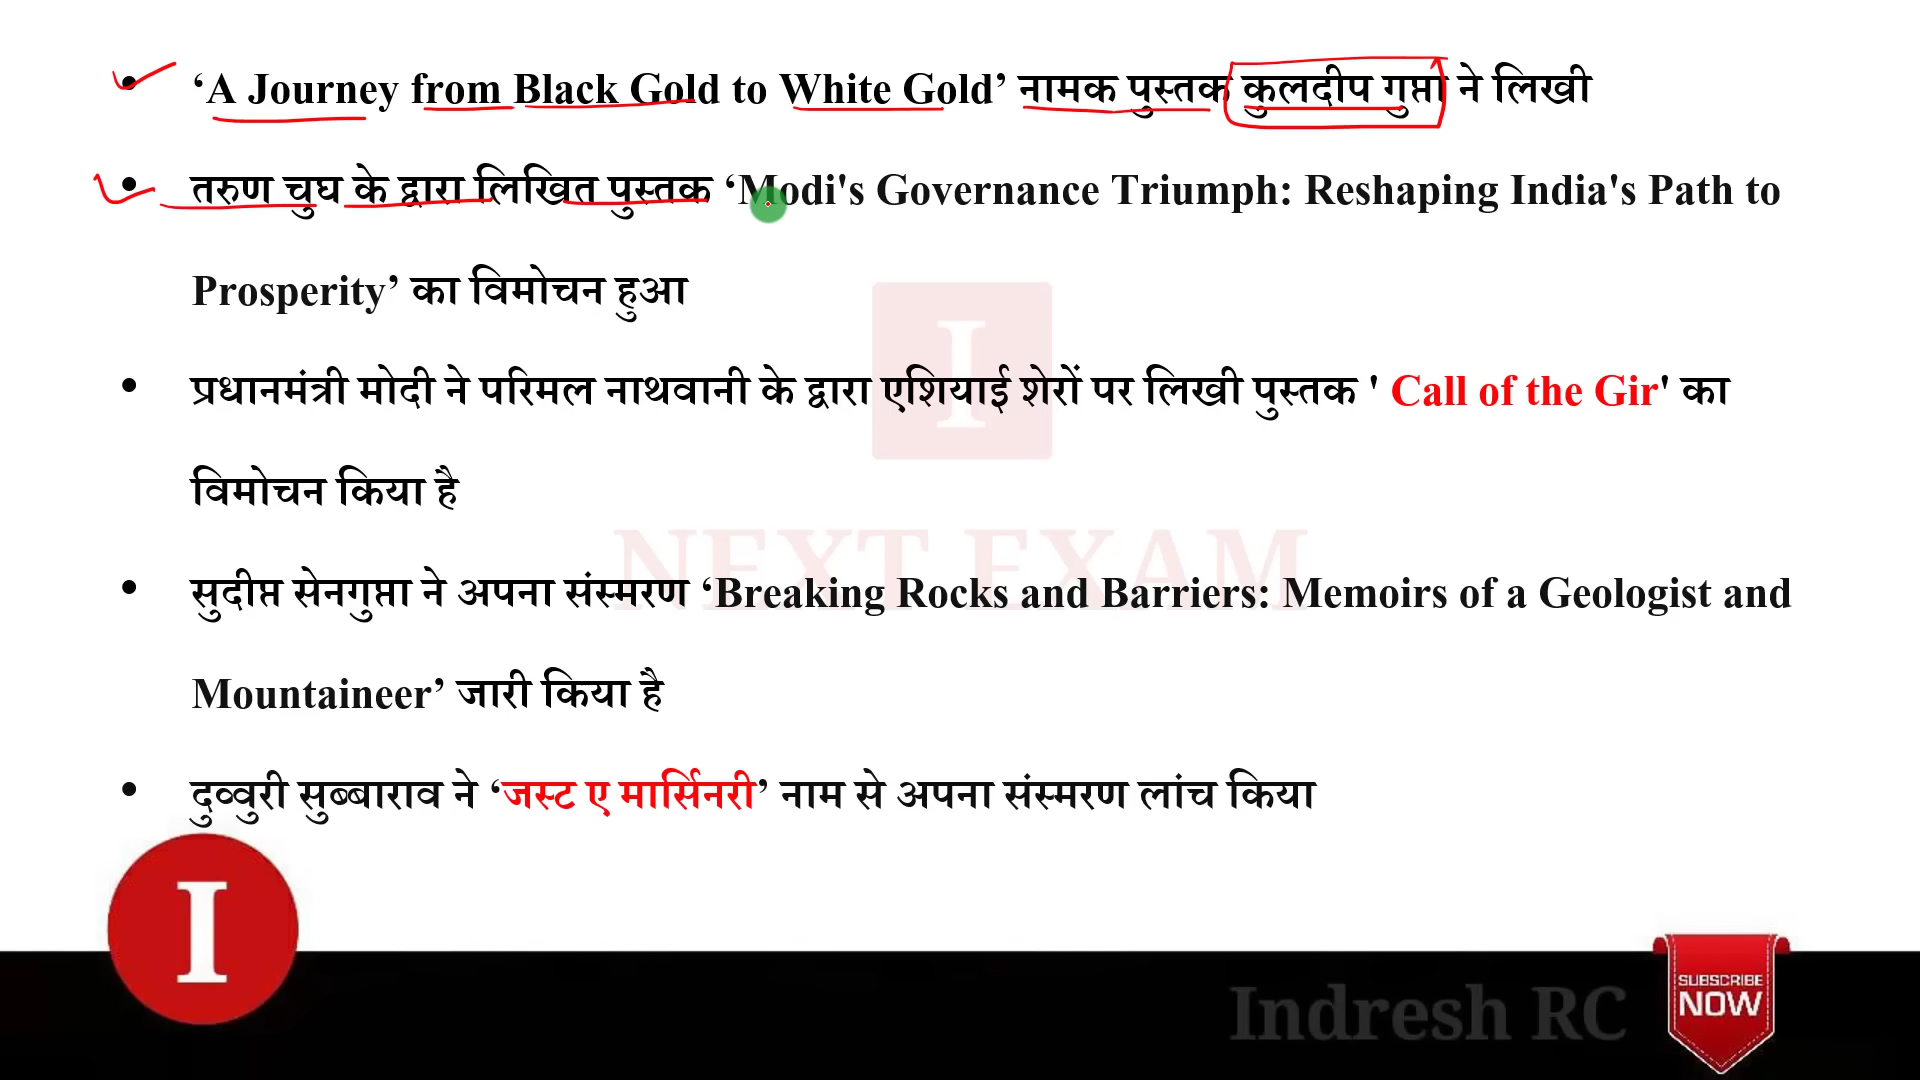 ‘A Journey from Black Gold to White Gold’ नामक पुस्तक कुलदीप गुप्ता ने लिखी
तरुण चुघ के द्वारा लिखित पुस्तक ‘Modi's Governance Triumph: Reshaping India's Path to
Prosperity’ का विमोचन हुआ
प्रधानमंत्री मोदी ने परिमल नाथवानी के द्वारा एशियाई शेरों पर लिखी पुस्तक ' Call of the Gir' का
विमोचन किया है
सुदीप्त सेनगुप्ता ने अपना संस्मरण ‘Breaking Rocks and Barriers: Memoirs of a Geologist and
Mountaineer’ जारी किया है
दुव्वुरी सुब्बाराव ने ‘जस्ट ए मार्सिनरी’ नाम से अपना संस्मरण लांच किया
I
NEXT EXAM
I
Indresh RC
SUBSCRIBE
NOW